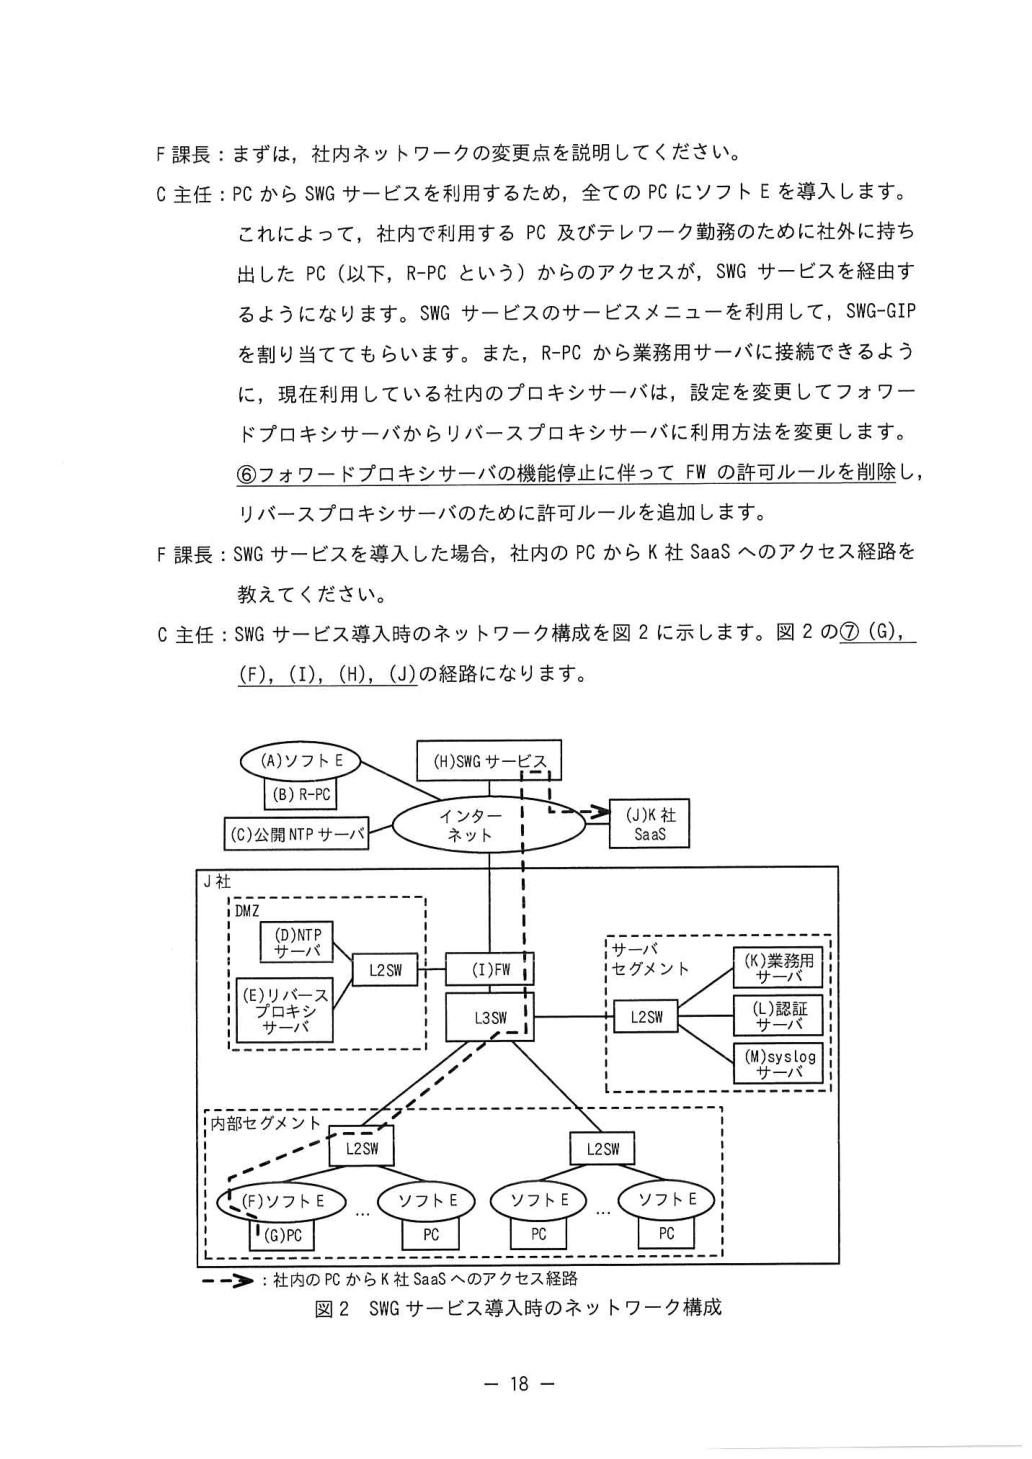 F 課長：まずは，社内ネットワークの変更点を説明してください。
C 主任：PC から SWG サービスを利用するため，全ての PC にソフト E を導入します。
これによって，社内で利用する PC 及びテレワーク勤務のために社外に持ち
出した PC（以下，R-PC という）からのアクセスが，SWG サービスを経由す
るようになります。SWG サービスのサービスメニューを利用して，SWG-GIP
を割り当ててもらいます。また，R-PC から業務用サーバに接続できるよう
に，現在利用している社内のプロキシサーバは，設定を変更してフォワー
ドプロキシサーバからリバースプロキシサーバに利用方法を変更します。
⑥フォワードプロキシサーバの機能停止に伴って FW の許可ルールを削除し，
リバースプロキシサーバのために許可ルールを追加します。
F 課長：SWG サービスを導入した場合，社内の PC から K 社 SaaS へのアクセス経路を
教えてください。
C 主任：SWG サービス導入時のネットワーク構成を図 2 に示します。図 2 の⑦ (G)，
(F)，(I)，(H)，(J)の経路になります。
(A)ソフト E
(B) R-PC
(H)SWG サービス
(C)公開 NTP サーバ
インター
ネット
(J)K 社
SaaS
J 社
DMZ
(D)NTP
サーバ
L2SW
(E)リバース
プロキシ
サーバ
(I)FW
L3SW
サーバ
セグメント
L2SW
(K)業務用
サーバ
(L)認証
サーバ
(M)syslog
サーバ
内部セグメント
L2SW
L2SW
(F)ソフト E
(G)PC
…
ソフト E
PC
ソフト E
PC
…
ソフト E
PC
：社内の PC から K 社 SaaS へのアクセス経路
図 2　SWG サービス導入時のネットワーク構成
－ 18 －